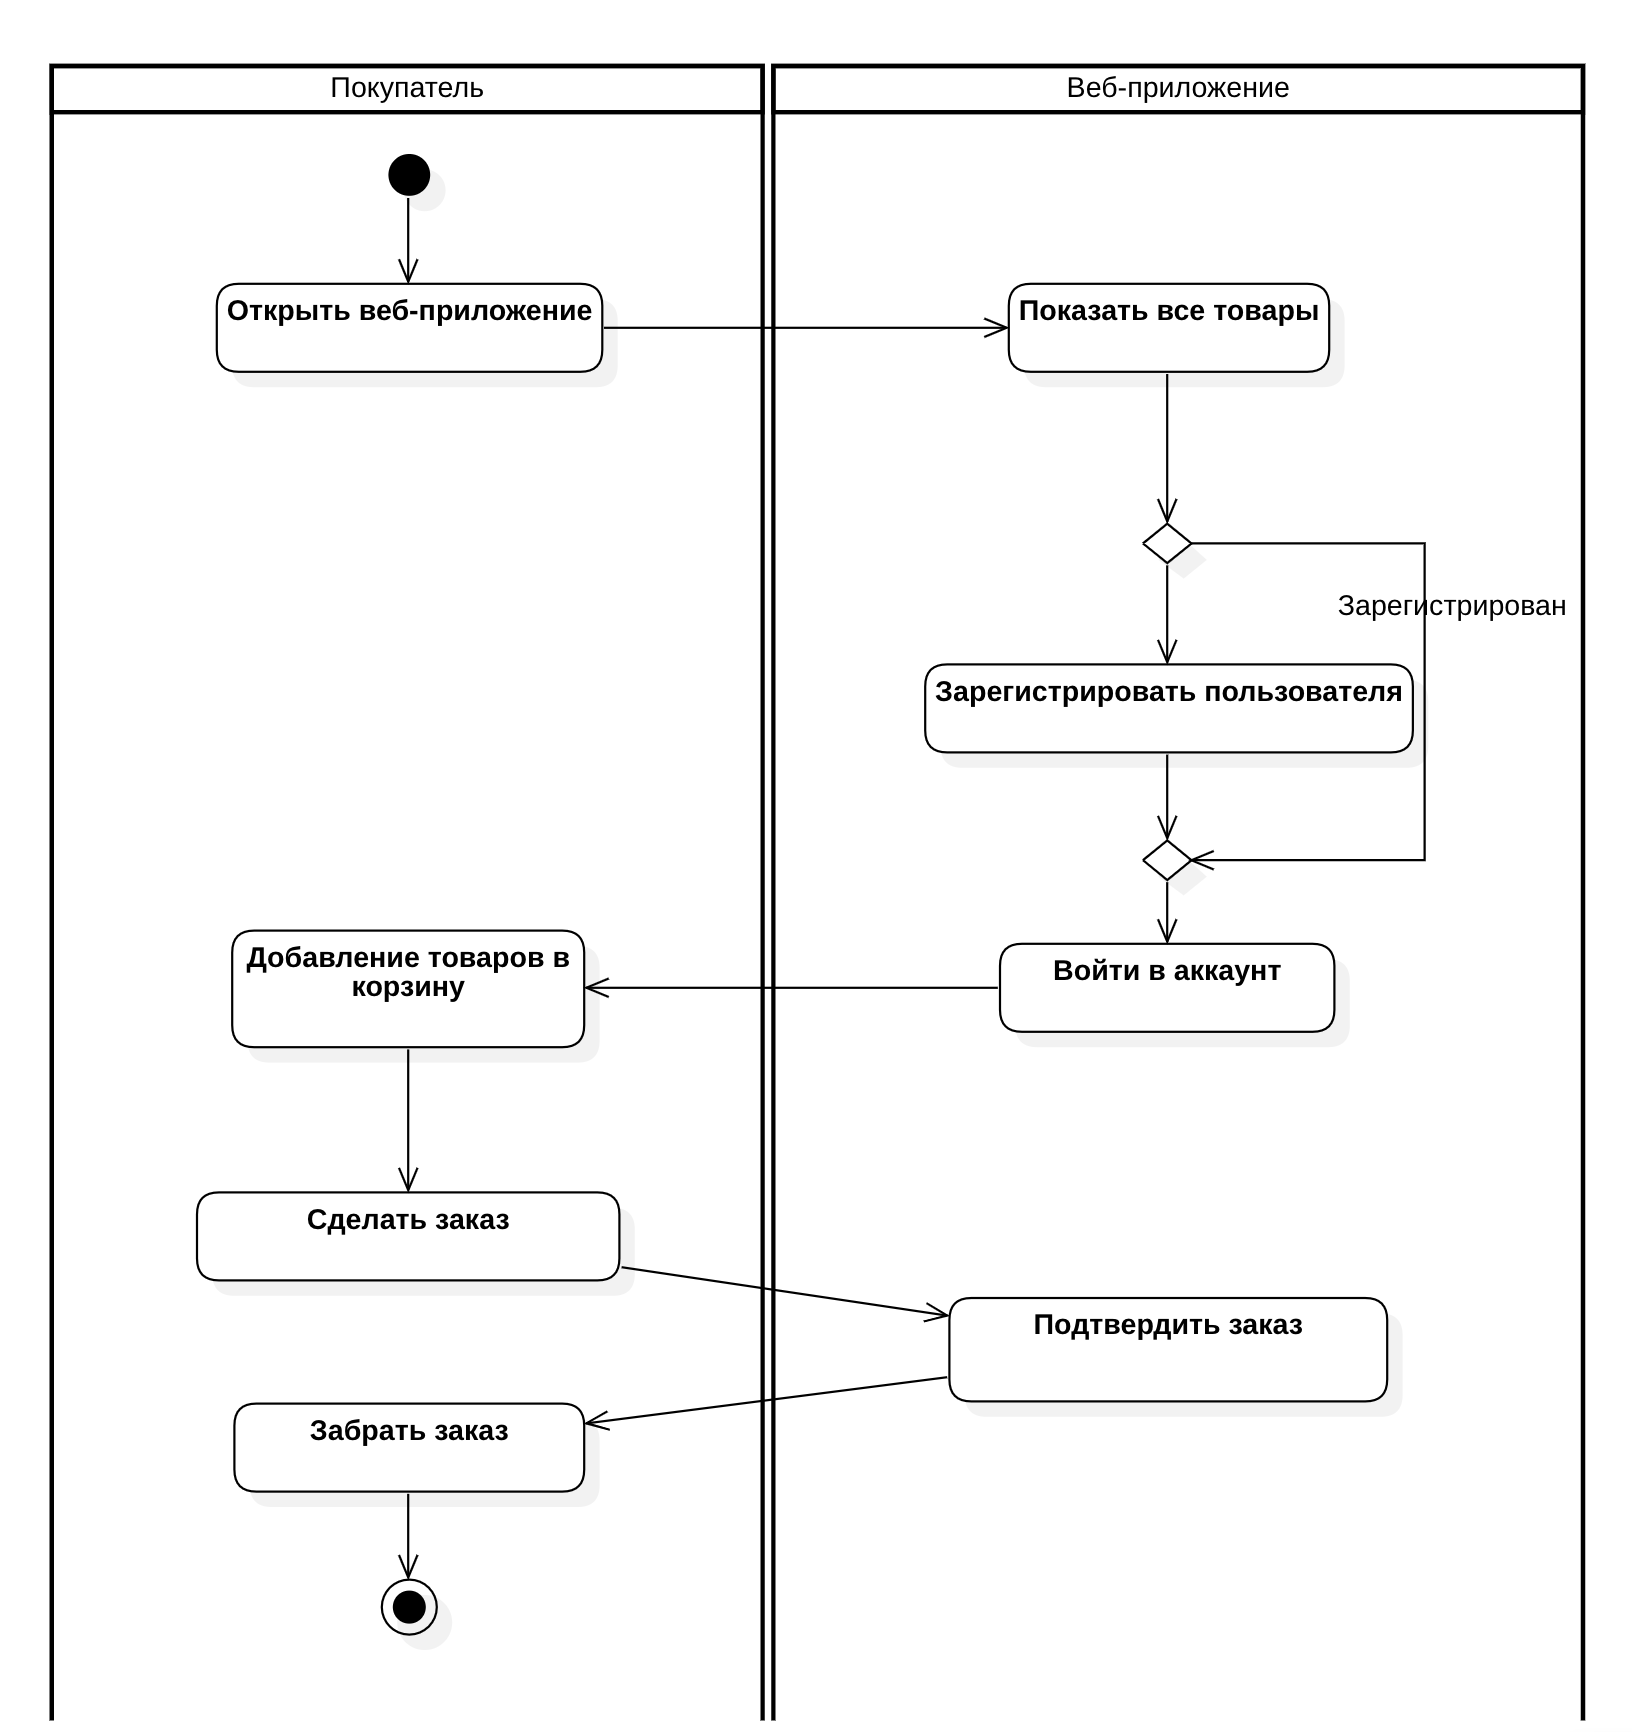 Покупатель
Веб-приложение
Открыть веб-приложение
Показать все товары
Зарегистрирован
Зарегистрировать пользователя
Добавление товаров в
корзину
Войти в аккаунт
Сделать заказ
Подтвердить заказ
Забрать заказ